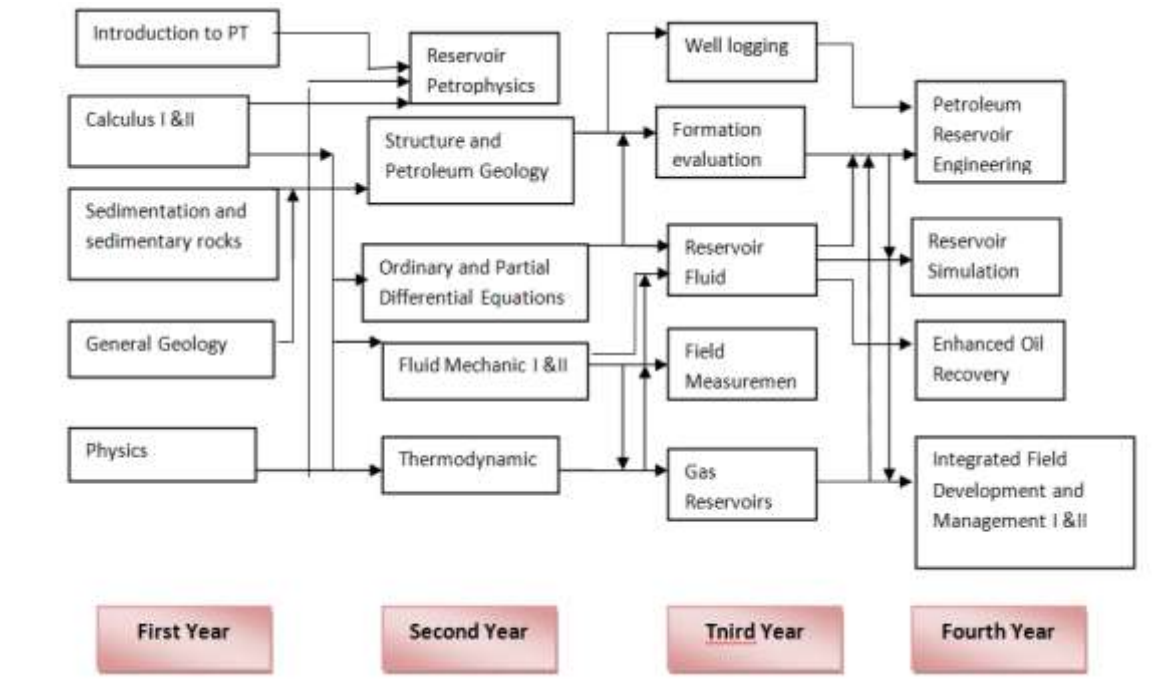 Introduction to PT
Calculus I &II
Sedimentation and
sedimentary rocks
General Geology
Physics
Reservoir
Petrophysics
Structure and
Petroleum Geology
Ordinary and Partial
Differential Equations
Fluid Mechanic I &II
Thermodynamic
Well logging
Formation
evaluation
Reservoir
Fluid
Field
Measuremen
Gas
Reservoirs
Petroleum
Reservoir
Engineering
Reservoir
Simulation
Enhanced Oil
Recovery
Integrated Field
Development and
Management I &II
First Year
Second Year
Tnird Year
Fourth Year